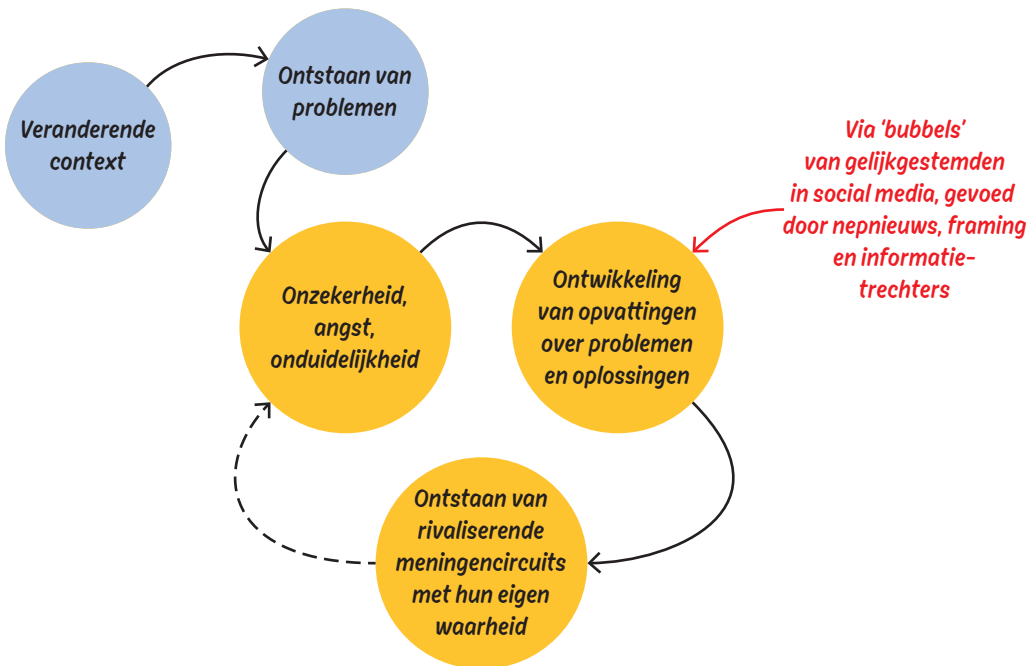 Veranderende
context
Ontstaan van
problemen
Via ‘bubbels’
van gelijkgestemden
in social media, gevoed
door nepnieuws, framing
en informatie-
trechters
Onzekerheid,
angst,
onduidelijkheid
Ontwikkeling
van opvattingen
over problemen
en oplossingen
Ontstaan van
rivaliserende
meningencircuits
met hun eigen
waarheid